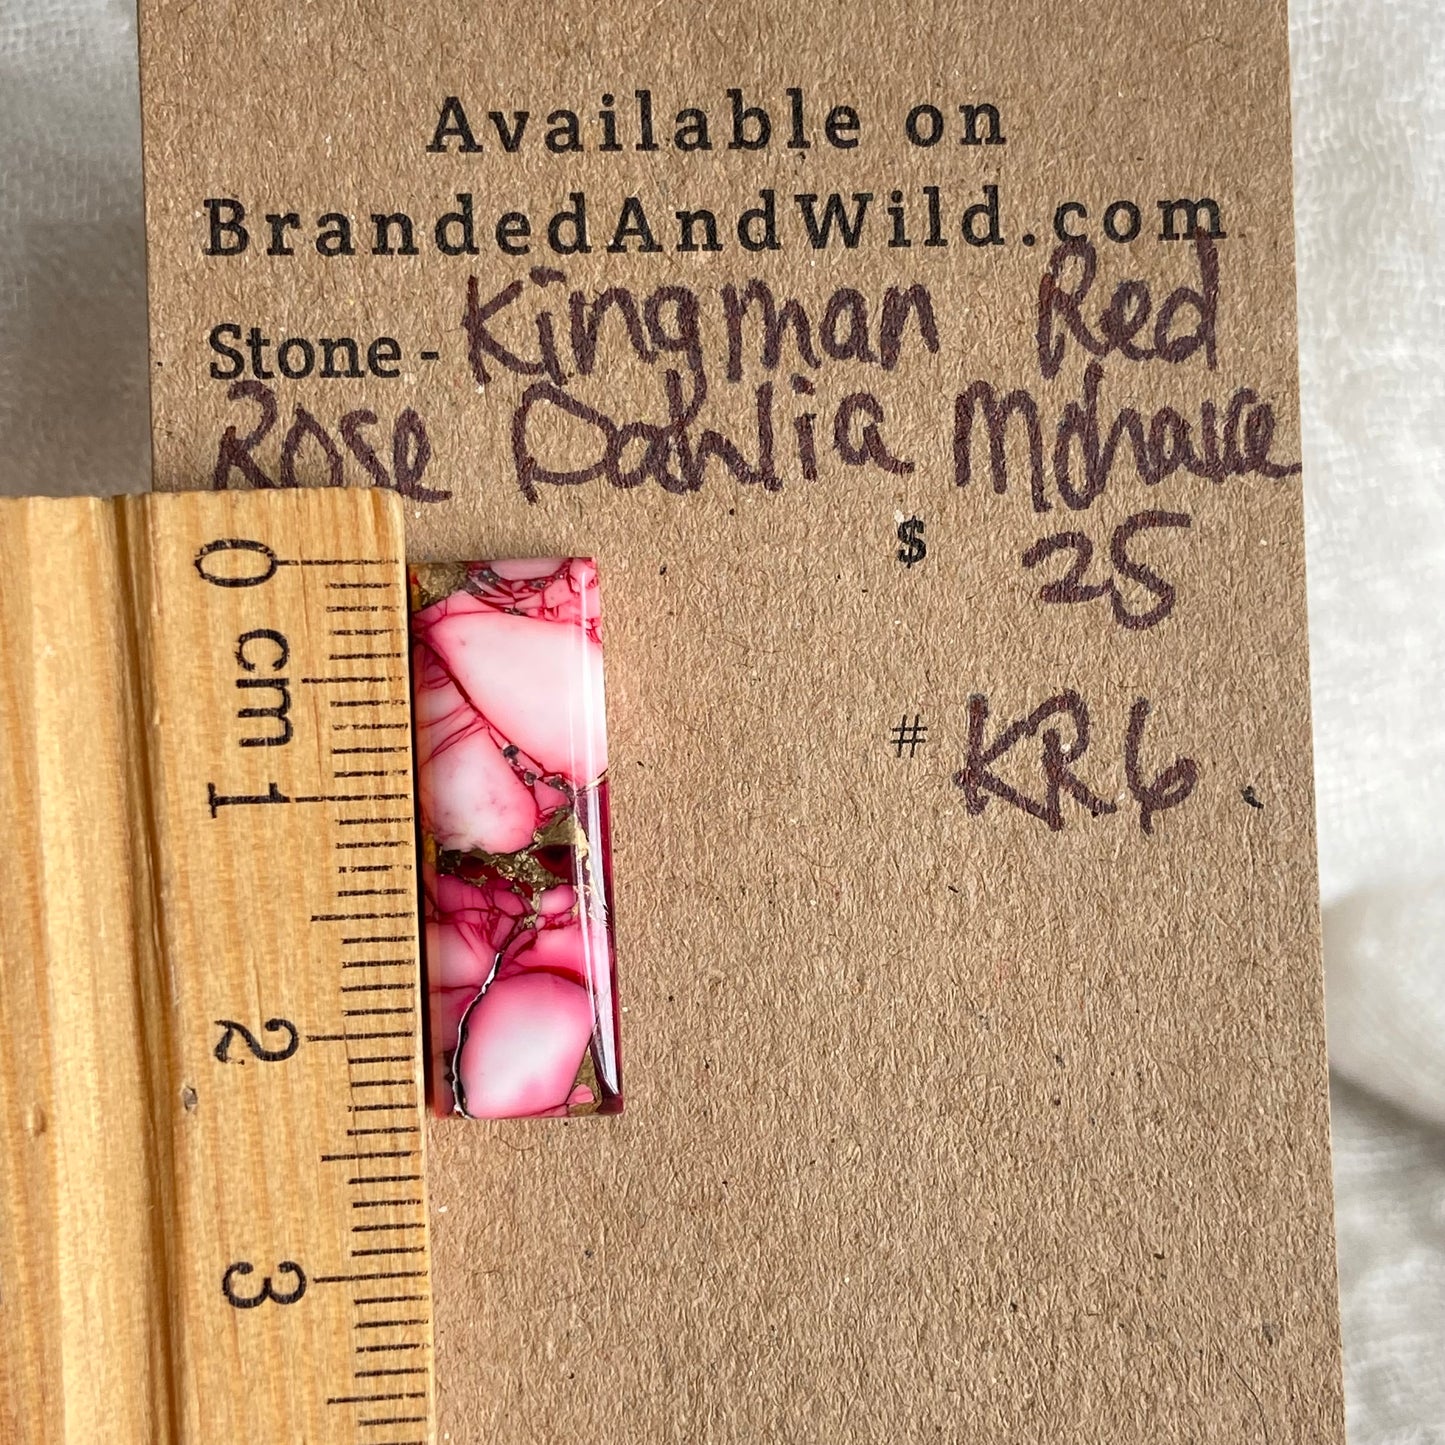 Available on
BrandedAndWild.com
Stone - Kingman Red
Rose Dahlia Mohave
$ 25
# KR6
0 cm 1 2 3